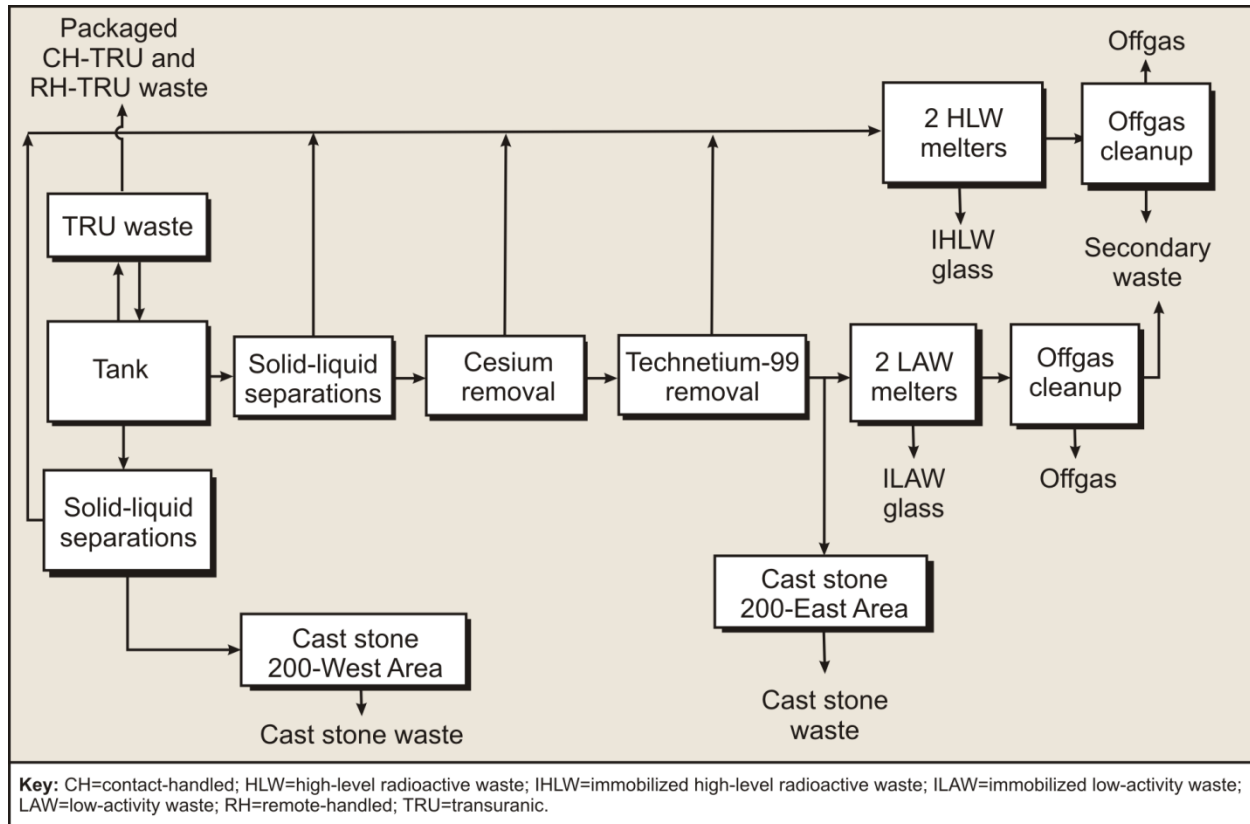 Packaged
CH-TRU and
RH-TRU waste
Offgas
2 HLW
melters
Offgas
cleanup
TRU waste
IHLW
glass
Secondary
waste
Tank
Solid-liquid
separations
Cesium
removal
Technetium-99
removal
2 LAW
melters
Offgas
cleanup
ILAW
glass
Offgas
Solid-liquid
separations
Cast stone
200-East Area
Cast stone
200-West Area
Cast stone
waste
Cast stone waste
Key: CH=contact-handled; HLW=high-level radioactive waste; IHLW=immobilized high-level radioactive waste; ILAW=immobilized low-activity waste;
LAW=low-activity waste; RH=remote-handled; TRU=transuranic.